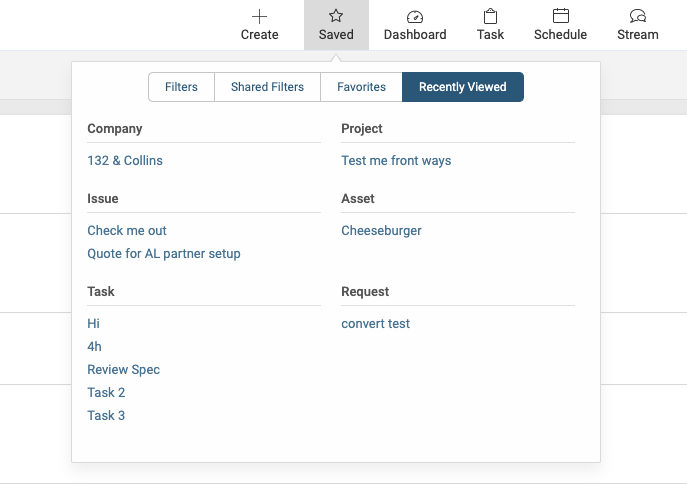 Create
Saved
Dashboard
Task
Schedule
Stream
Filters
Shared Filters
Favorites
Recently Viewed
Company
132 & Collins
Project
Test me front ways
Issue
Check me out
Quote for AL partner setup
Asset
Cheeseburger
Task
Hi
4h
Review Spec
Task 2
Task 3
Request
convert test